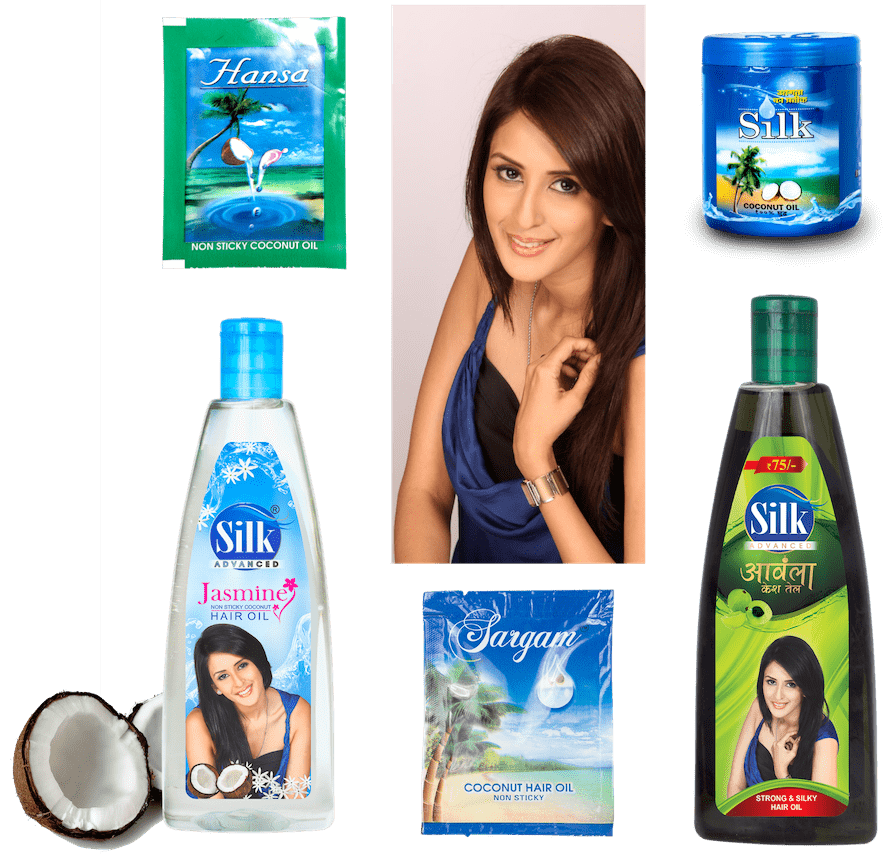 Hansa
NON STICKY COCONUT OIL
Silk
COCONUT OIL
Silk®
ADVANCED
Jasmine
NON STICKY COCONUT
HAIR OIL
Sargam
COCONUT HAIR OIL
NON STICKY
₹75/-
Silk
ADVANCED
आवंला
केश तेल
STRONG & SILKY
HAIR OIL